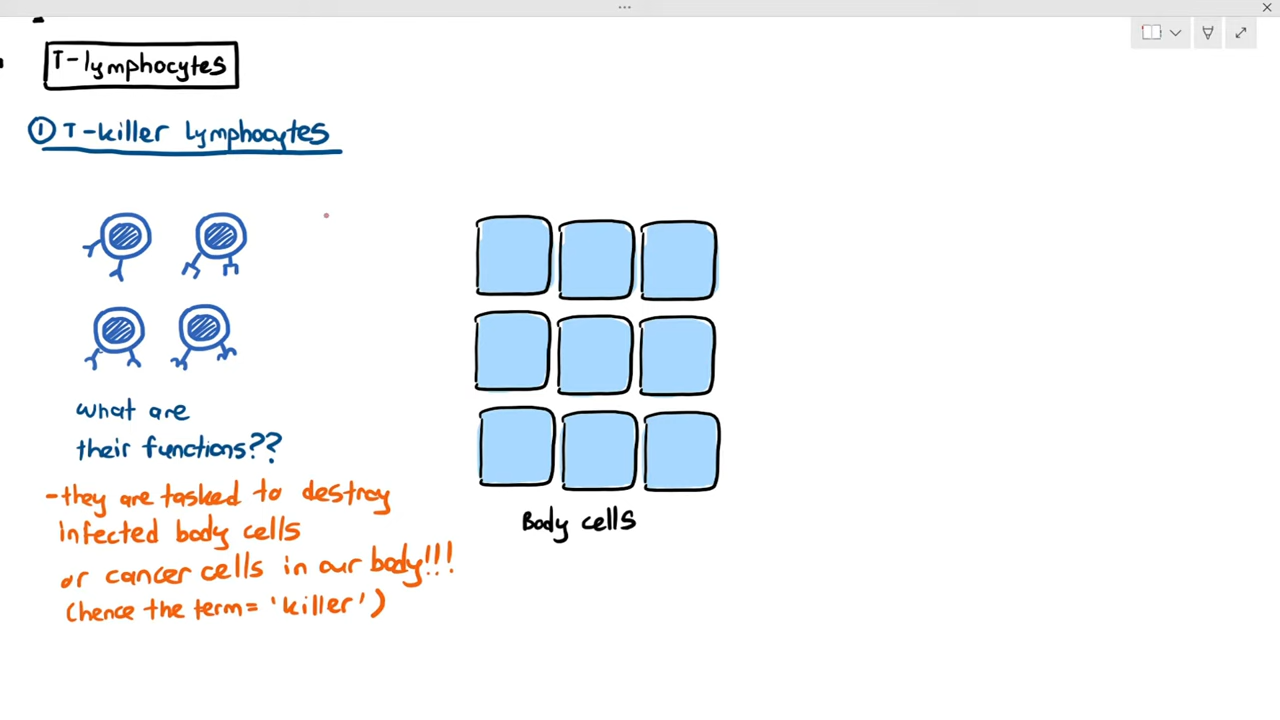 T-lymphocytes
① T-killer lymphocytes
what are
their functions??
-they are tasked to destroy
infected body cells
or cancer cells in our body!!!
(hence the term= 'killer')
Body cells